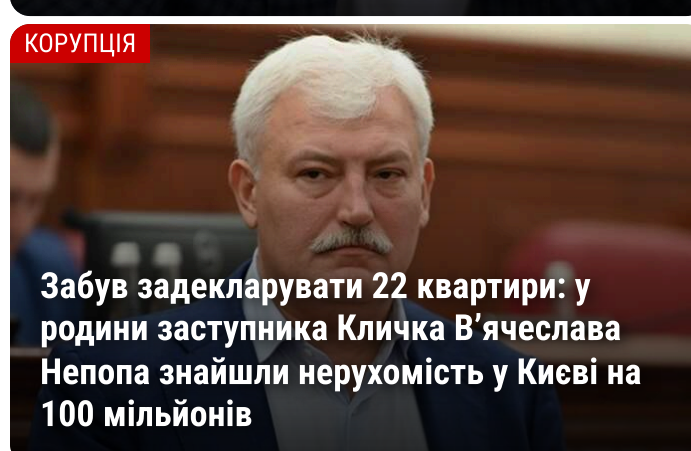 КОРУПЦІЯ
Забув задекларувати 22 квартири: у
родини заступника Кличка В’ячеслава
Непопа знайшли нерухомість у Києві на
100 мільйонів